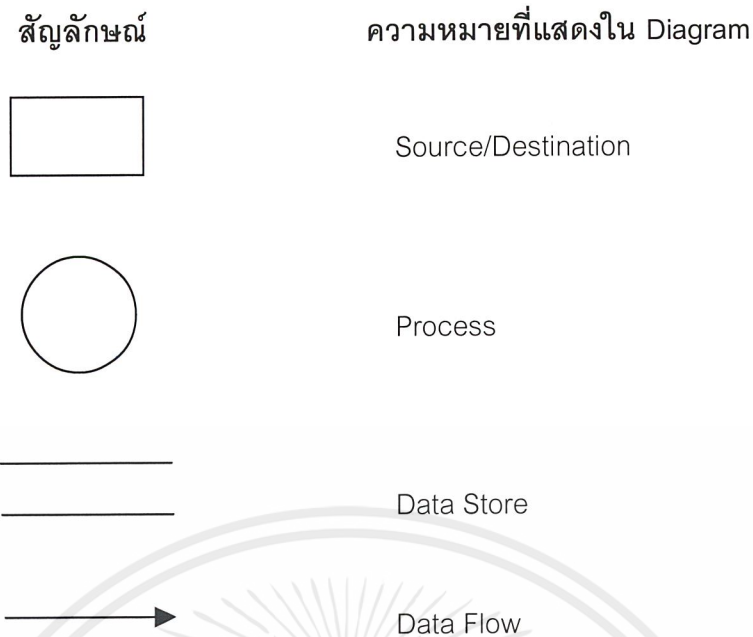 สัญลักษณ์ ความหมายที่แสดงใน Diagram
Source/Destination
Process
Data Store
Data Flow